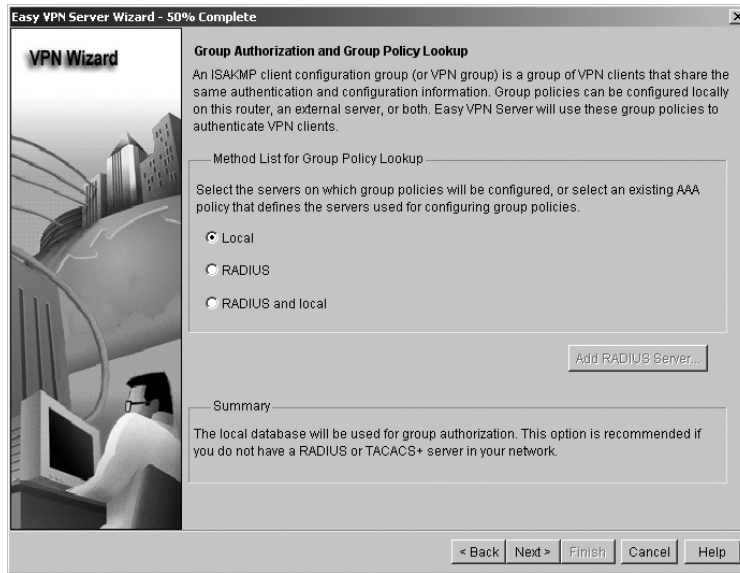 Easy VPN Server Wizard - 50% Complete
VPN Wizard
Group Authorization and Group Policy Lookup
An ISAKMP client configuration group (or VPN group) is a group of VPN clients that share the
same authentication and configuration information. Group policies can be configured locally
on this router, an external server, or both. Easy VPN Server will use these group policies to
authenticate VPN clients.
Method List for Group Policy Lookup
Select the servers on which group policies will be configured, or select an existing AAA
policy that defines the servers used for configuring group policies.
Local
RADIUS
RADIUS and local
Add RADIUS Server...
Summary
The local database will be used for group authorization. This option is recommended if
you do not have a RADIUS or TACACS+ server in your network.
< Back Next > Finish Cancel Help